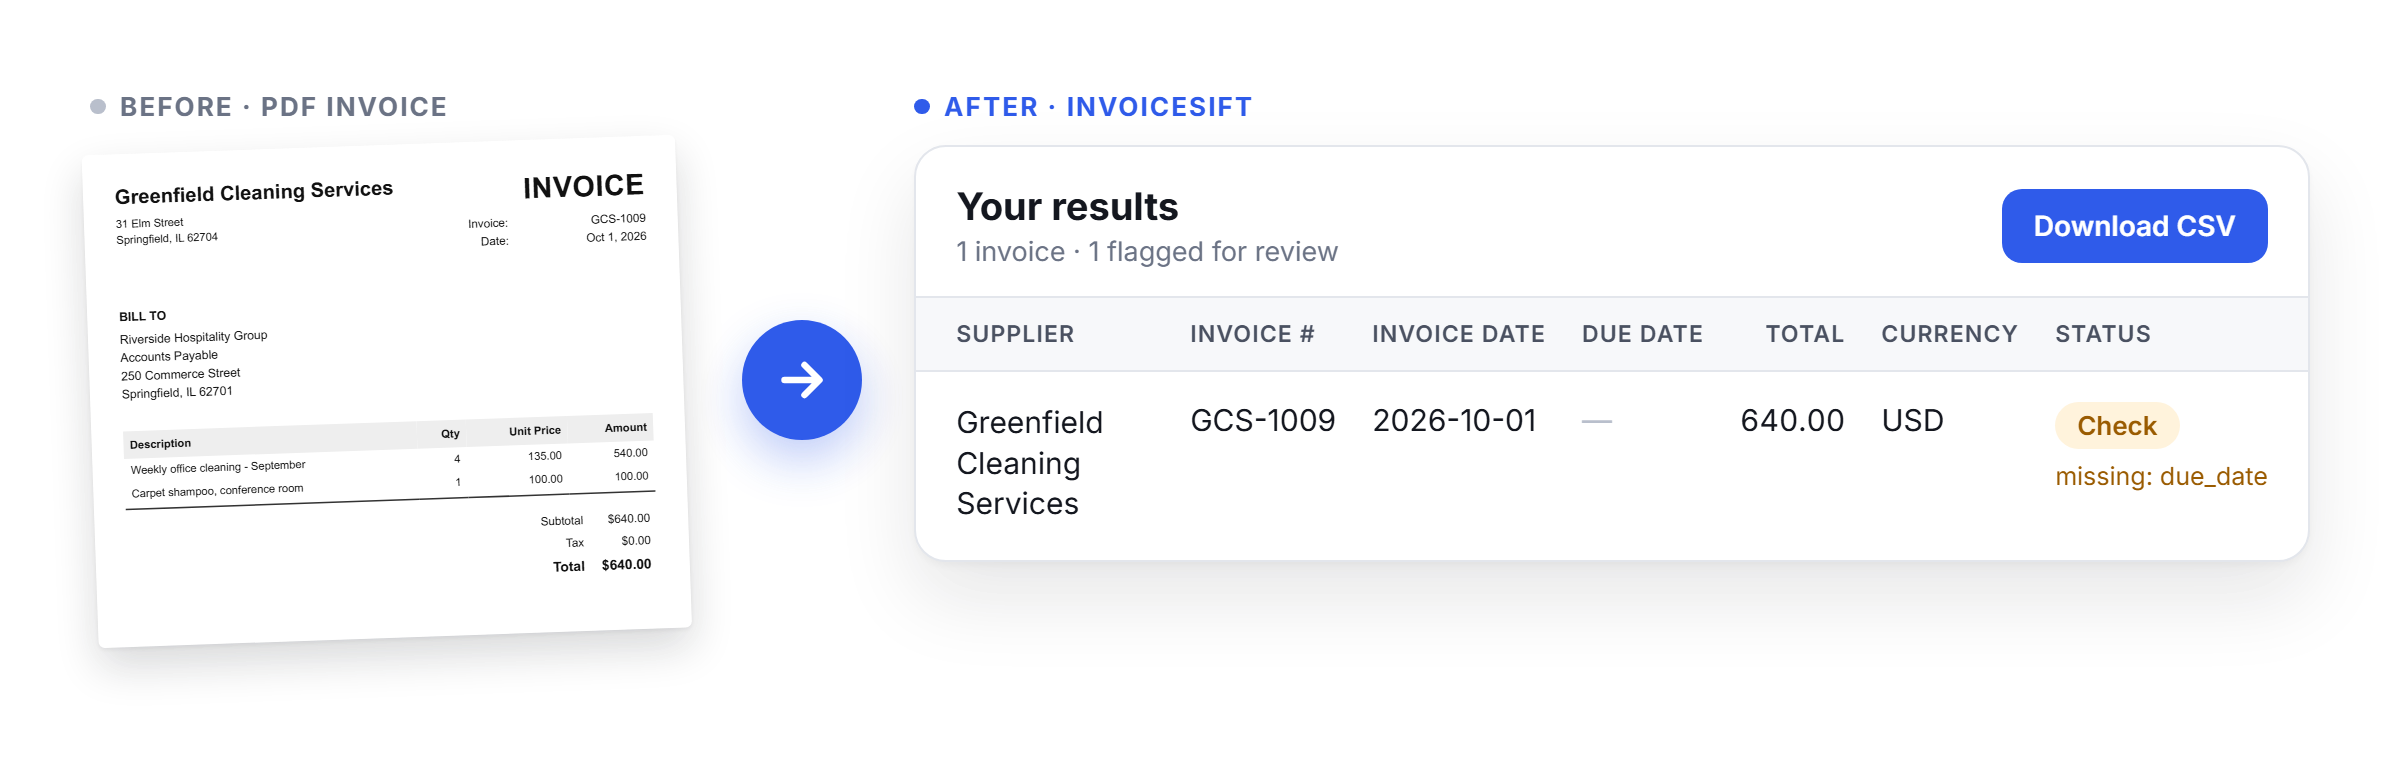 BEFORE · PDF INVOICE
Greenfield Cleaning Services
INVOICE
31 Elm Street
Springfield, IL 62704
Invoice: GCS-1009
Date: Oct 1, 2026
BILL TO
Riverside Hospitality Group
Accounts Payable
250 Commerce Street
Springfield, IL 62701
Description Qty Unit Price Amount
Weekly office cleaning - September 4 135.00 540.00
Carpet shampoo, conference room 1 100.00 100.00
Subtotal $640.00
Tax $0.00
Total $640.00
AFTER · INVOICESIFT
Your results
1 invoice · 1 flagged for review
Download CSV
SUPPLIER INVOICE # INVOICE DATE DUE DATE TOTAL CURRENCY STATUS
Greenfield Cleaning Services GCS-1009 2026-10-01 — 640.00 USD Check
missing: due_date